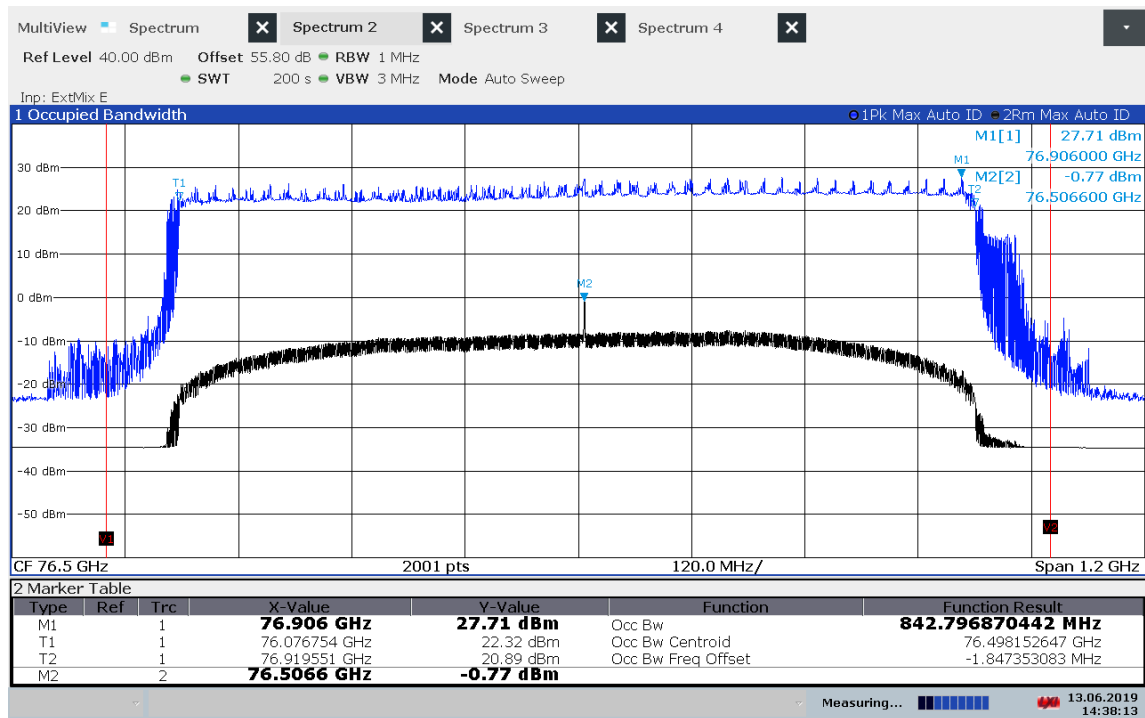 MultiView Spectrum Spectrum 2 Spectrum 3 Spectrum 4
Ref Level 40.00 dBm Offset 55.80 dB RBW 1 MHz
SWT 200 s VBW 3 MHz Mode Auto Sweep
Inp: ExtMix E
1 Occupied Bandwidth 1Pk Max Auto ID 2Rm Max Auto ID
M1[1] 27.71 dBm
76.906000 GHz
M2[2] -0.77 dBm
76.506600 GHz
M1
30 dBm
T1
T2
20 dBm
10 dBm
M2
0 dBm
-10 dBm
-20 dBm
-30 dBm
-40 dBm
-50 dBm
V1 V2
CF 76.5 GHz 2001 pts 120.0 MHz/ Span 1.2 GHz
2 Marker Table
Type Ref Trc X-Value Y-Value Function Function Result
M1 1 76.906 GHz 27.71 dBm Occ Bw 842.796870442 MHz
T1 1 76.076754 GHz 22.32 dBm Occ Bw Centroid 76.498152647 GHz
T2 1 76.919551 GHz 20.89 dBm Occ Bw Freq Offset -1.847353083 MHz
M2 2 76.5066 GHz -0.77 dBm
Measuring... 13.06.2019
14:38:13